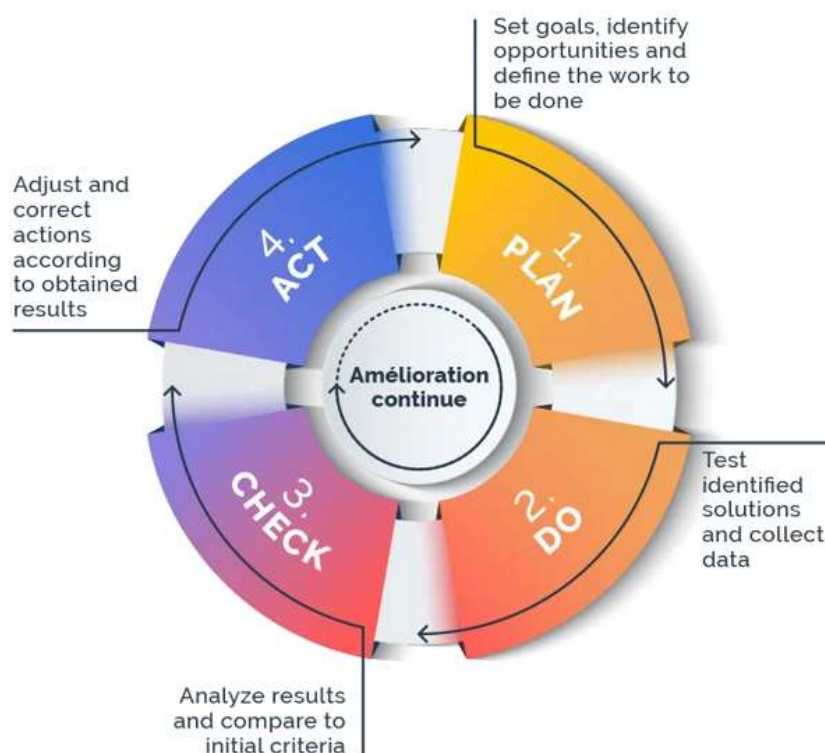 Set goals, identify
opportunities and
define the work to
be done
1.
PLAN
Test
identified
solutions
and collect
data
2.
DO
Analyze results
and compare to
initial criteria
3.
CHECK
Adjust and
correct
actions
according
to obtained
results
4.
ACT
Amélioration
continue